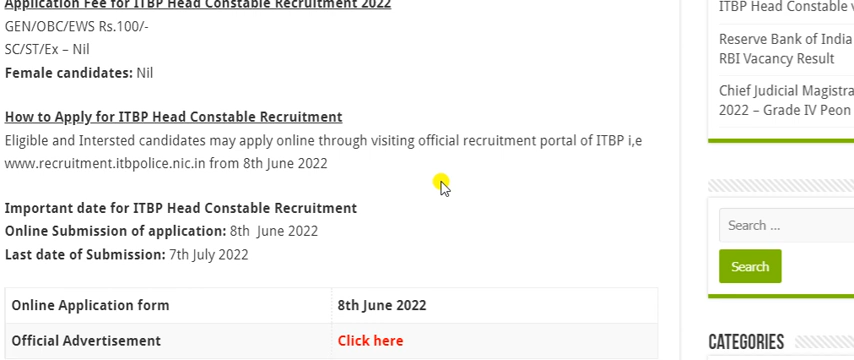 Application Fee for ITBP Head Constable Recruitment 2022
GEN/OBC/EWS Rs.100/-
SC/ST/Ex – Nil
Female candidates: Nil
How to Apply for ITBP Head Constable Recruitment
Eligible and Intersted candidates may apply online through visiting official recruitment portal of ITBP i,e
www.recruitment.itbpolice.nic.in from 8th June 2022
Important date for ITBP Head Constable Recruitment
Online Submission of application: 8th June 2022
Last date of Submission: 7th July 2022
Online Application form 8th June 2022
Official Advertisement Click here
ITBP Head Constable v
Reserve Bank of India
RBI Vacancy Result
Chief Judicial Magistra
2022 – Grade IV Peon
Search ...
Search
CATEGORIES